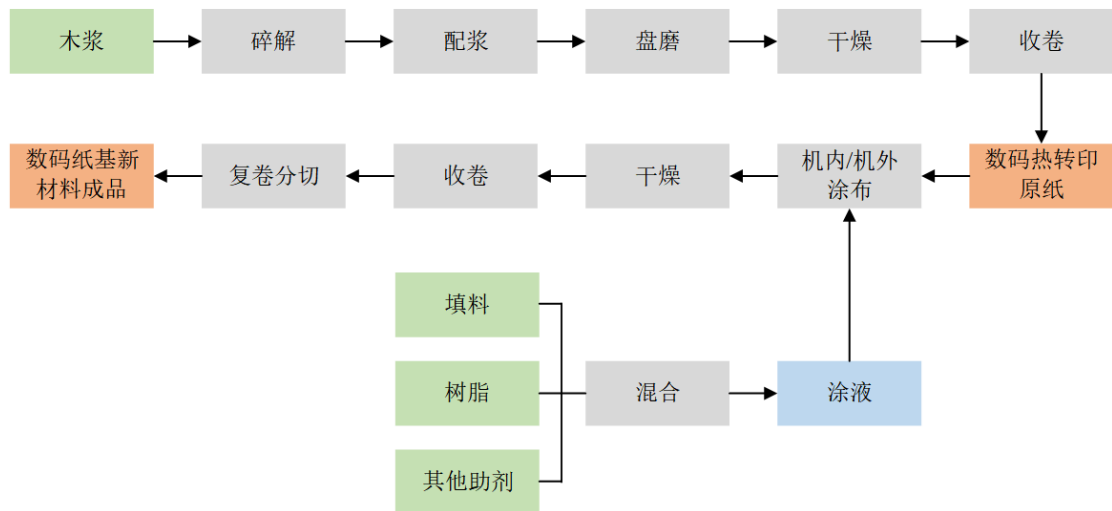 木浆
碎解
配浆
盘磨
干燥
收卷
数码纸基新
材料成品
复卷分切
收卷
干燥
机内/机外
涂布
数码热转印
原纸
填料
树脂
混合
涂液
其他助剂